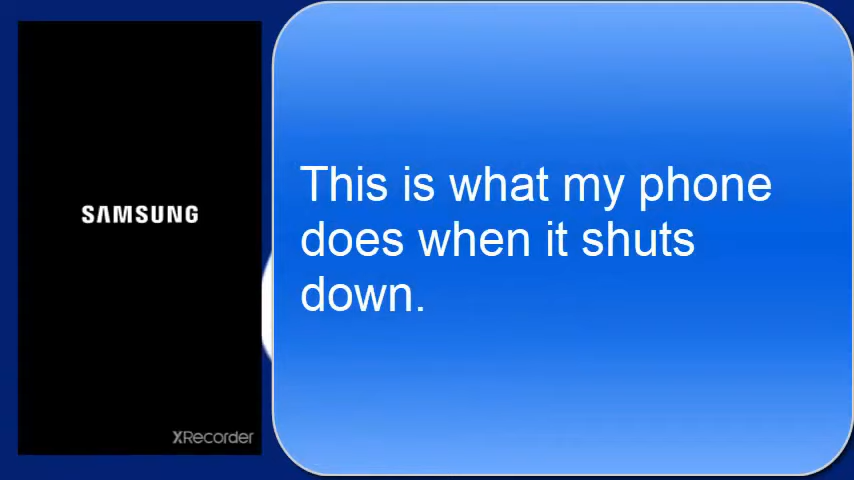 SAMSUNG
XRecorder
This is what my phone
does when it shuts
down.